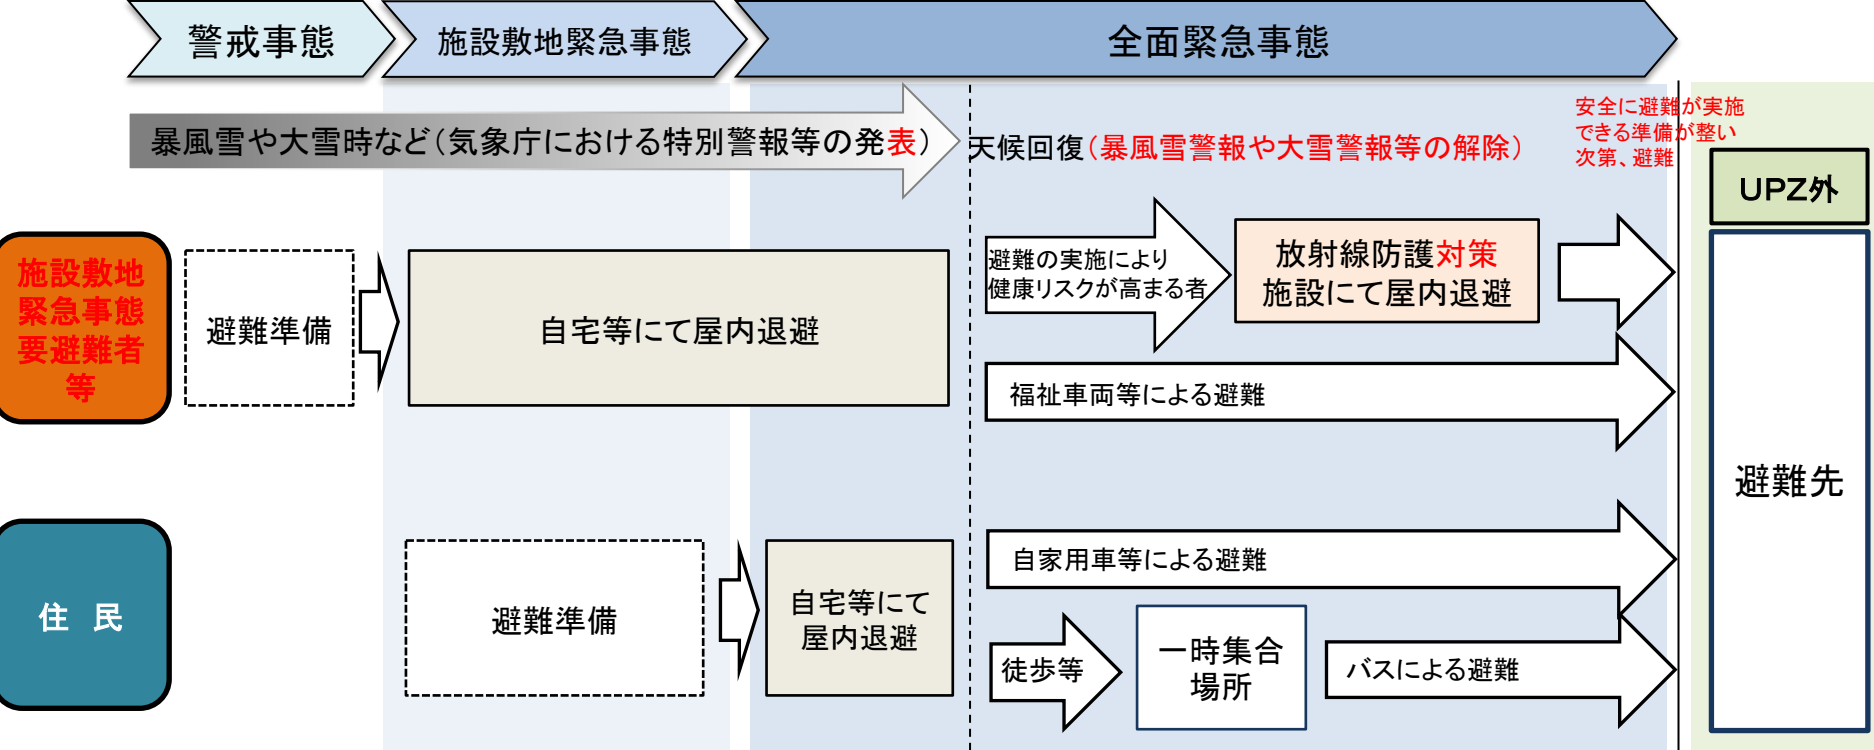 警戒事態
施設敷地緊急事態
全面緊急事態
暴風雪や大雪時など（気象庁における特別警報等の発表）
天候回復（暴風雪警報や大雪警報等の解除）
安全に避難が実施
できる準備が整い
次第、避難
UPZ外
施設敷地
緊急事態
要避難者
等
避難準備
自宅等にて屋内退避
避難の実施により
健康リスクが高まる者
放射線防護対策
施設にて屋内退避
福祉車両等による避難
避難先
住　民
避難準備
自宅等にて
屋内退避
自家用車等による避難
徒歩等
一時集合
場所
バスによる避難